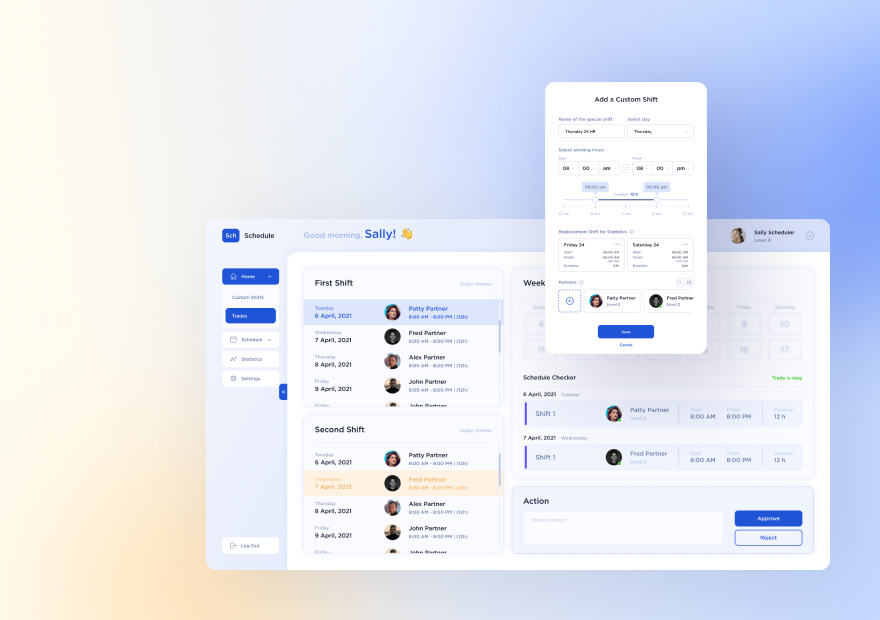 Add a Custom Shift
Name of the special shift
Select day
Thursday 24 HR
Thursday
Select working hours
Start
Finish
08 00 am
08 00 pm
08:00 am
08:00 pm
Duration: 12 h
12 am 6 am 6 pm 12 am
Replacement Shift for Statistics
Friday 24
Start: 08:00 AM
Finish: 08:00 AM
Duration: 24h
Saturday 24
Start: 08:00 AM
Finish: 08:00 AM
Duration: 24h
Partners
Patty Partner
Level 2
Fred Partner
Level 3
Save
Cancel
Sch Schedule
Good morning, Sally! 👋
Sally Scheduler
Level 4
Home
Custom Shifts
Trades
Schedule
Statistics
Settings
Log Out
First Shift
Select Partner
Tuesday
6 April, 2021
Patty Partner
8:00 AM - 8:00 PM | (12h)
Wednesday
7 April, 2021
Fred Partner
8:00 AM - 8:00 PM | (12h)
Thursday
8 April, 2021
Alex Partner
8:00 AM - 8:00 PM | (12h)
Friday
9 April, 2021
John Partner
8:00 AM - 8:00 PM | (12h)
Friday
John Partner
Second Shift
Select Partner
Tuesday
6 April, 2021
Patty Partner
8:00 AM - 8:00 PM | (12h)
Wednesday
7 April, 2021
Fred Partner
8:00 AM - 8:00 PM | (12h)
Thursday
8 April, 2021
Alex Partner
8:00 AM - 8:00 PM | (12h)
Friday
9 April, 2021
John Partner
8:00 AM - 8:00 PM | (12h)
Friday
John Partner
Week
Saturday
4 9 10
11 16 17
Schedule Checker
Trade is okay
6 April, 2021 Tuesday
Shift 1
Patty Partner
Level 2
Start
8:00 AM
Finish
8:00 PM
Duration
12 h
7 April, 2021 Wednesday
Shift 1
Fred Partner
Level 2
Start
8:00 AM
Finish
8:00 PM
Duration
12 h
Action
Write comment
Approve
Reject